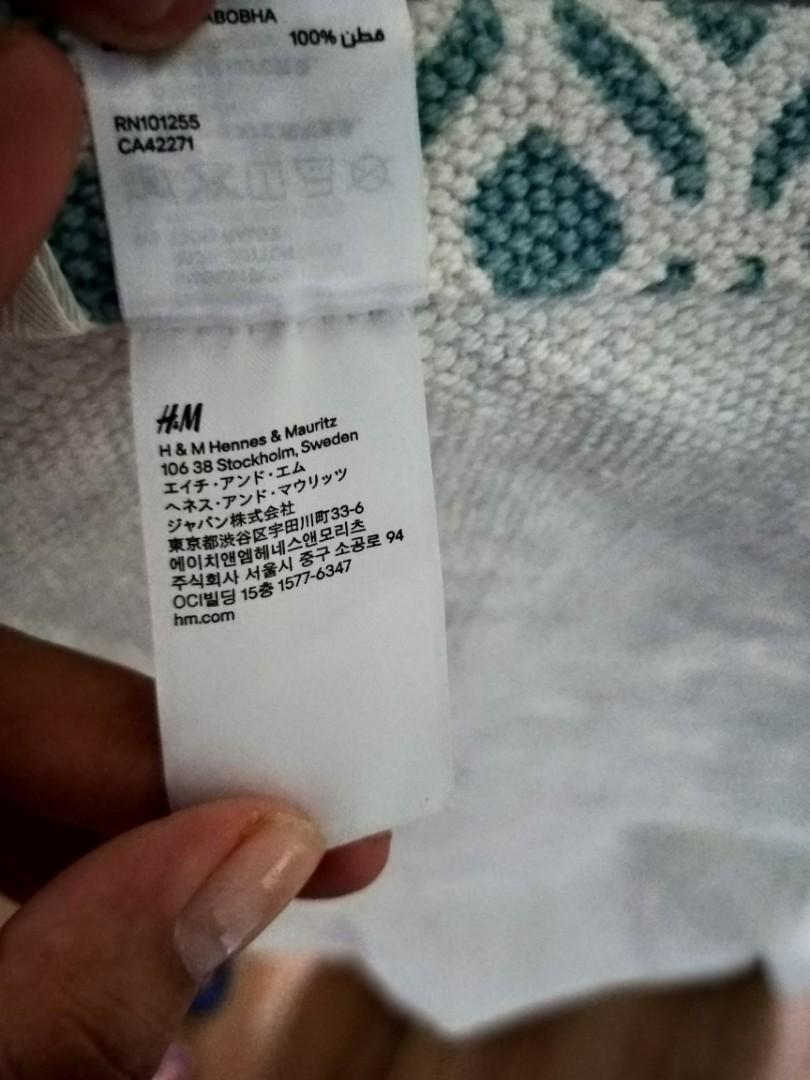 100% قطن
RN101255
CA42271
H&M
H & M Hennes & Mauritz
106 38 Stockholm, Sweden
エイチ・アンド・エム
ヘネス・アンド・マウリッツ
ジャパン株式会社
東京都渋谷区宇田川町33-6
에이치앤엠헤네스앤모리츠
주식회사 서울시 중구 소공로 94
OCI빌딩 15층 1577-6347
hm.com